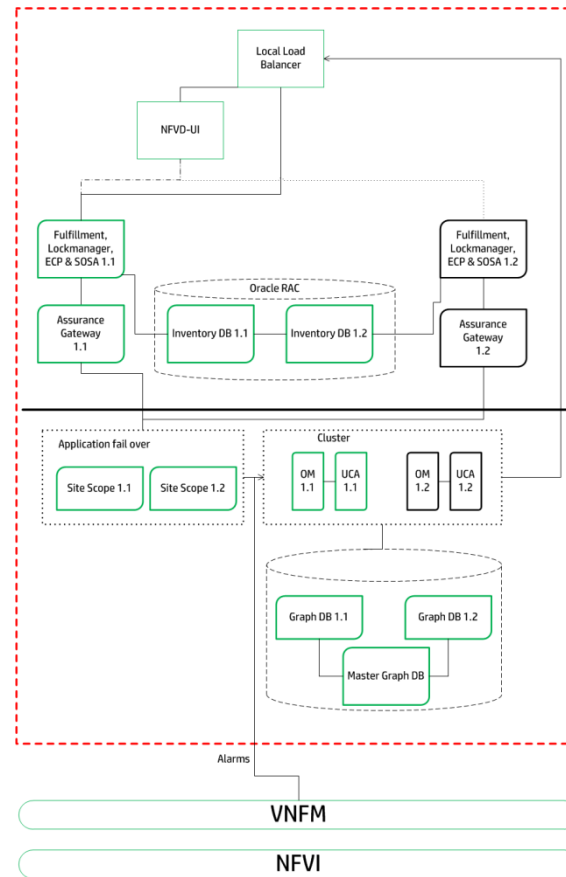 Local Load
Balancer
NFVD-UI
Fulfillment,
Lockmanager,
ECP & SOSA 1.1
Fulfillment,
Lockmanager,
ECP & SOSA 1.2
Oracle RAC
Assurance
Gateway
1.1
Inventory DB 1.1
Inventory DB 1.2
Assurance
Gateway
1.2
Application fail over
Site Scope 1.1
Site Scope 1.2
Cluster
OM
1.1
UCA
1.1
OM
1.2
UCA
1.2
Graph DB 1.1
Graph DB 1.2
Master Graph DB
Alarms
VNFM
NFVI